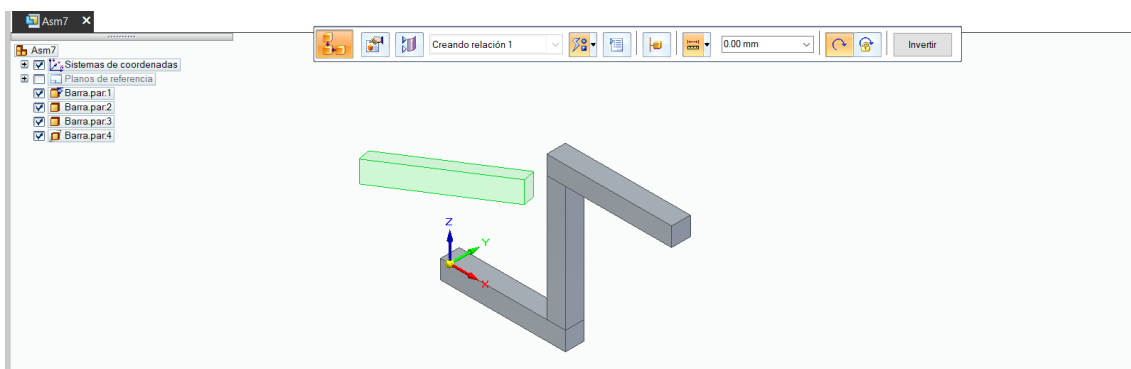 Asm7
Creando relación 1
0.00 mm
Invertir
Asm7
Sistemas de coordenadas
Planos de referencia
Barra.par:1
Barra.par:2
Barra.par:3
Barra.par:4
Z
Y
X